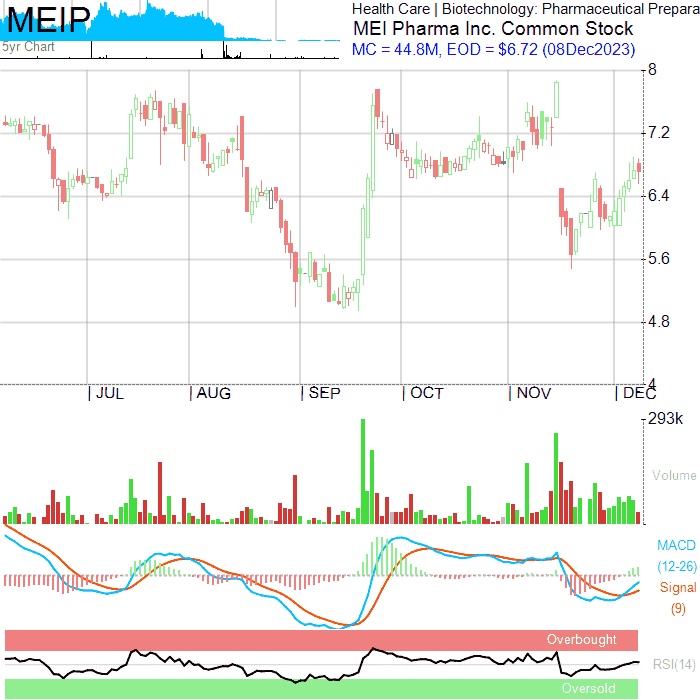 MEIP
5yr Chart
Health Care | Biotechnology: Pharmaceutical Prepara
MEI Pharma Inc. Common Stock
MC = 44.8M, EOD = $6.72 (08Dec2023)
8
7.2
6.4
5.6
4.8
4
| JUL | AUG | SEP | OCT | NOV | DEC
293k
Volume
MACD
(12-26)
Signal
(9)
Overbought
RSI(14)
Oversold